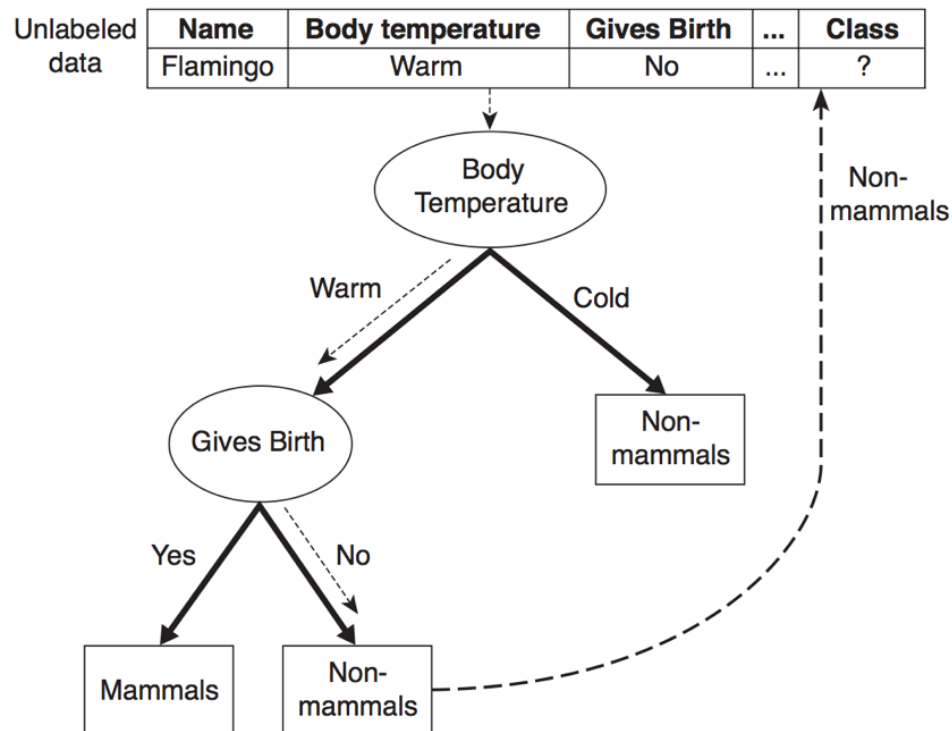 Unlabeled
data
Name Body temperature Gives Birth ... Class
Flamingo Warm No ... ?
Body
Temperature
Non-
mammals
Warm
Cold
Gives Birth
Non-
mammals
Yes
No
Mammals
Non-
mammals